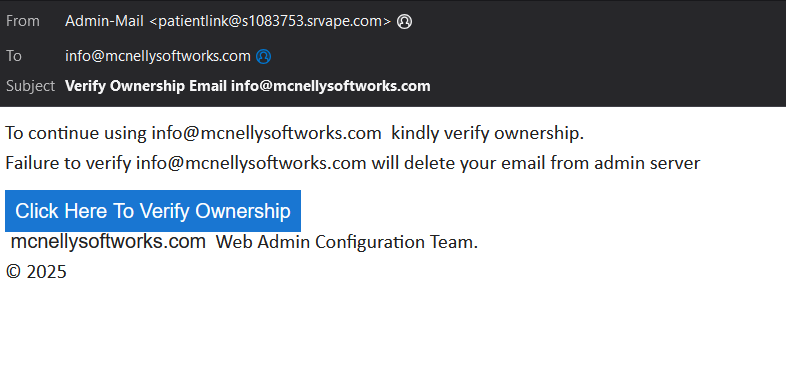 From Admin-Mail <patientlink@s1083753.srvape.com>
To info@mcnellysoftworks.com
Subject Verify Ownership Email info@mcnellysoftworks.com
To continue using info@mcnellysoftworks.com kindly verify ownership.
Failure to verify info@mcnellysoftworks.com will delete your email from admin server
Click Here To Verify Ownership
mcnellysoftworks.com Web Admin Configuration Team.
© 2025